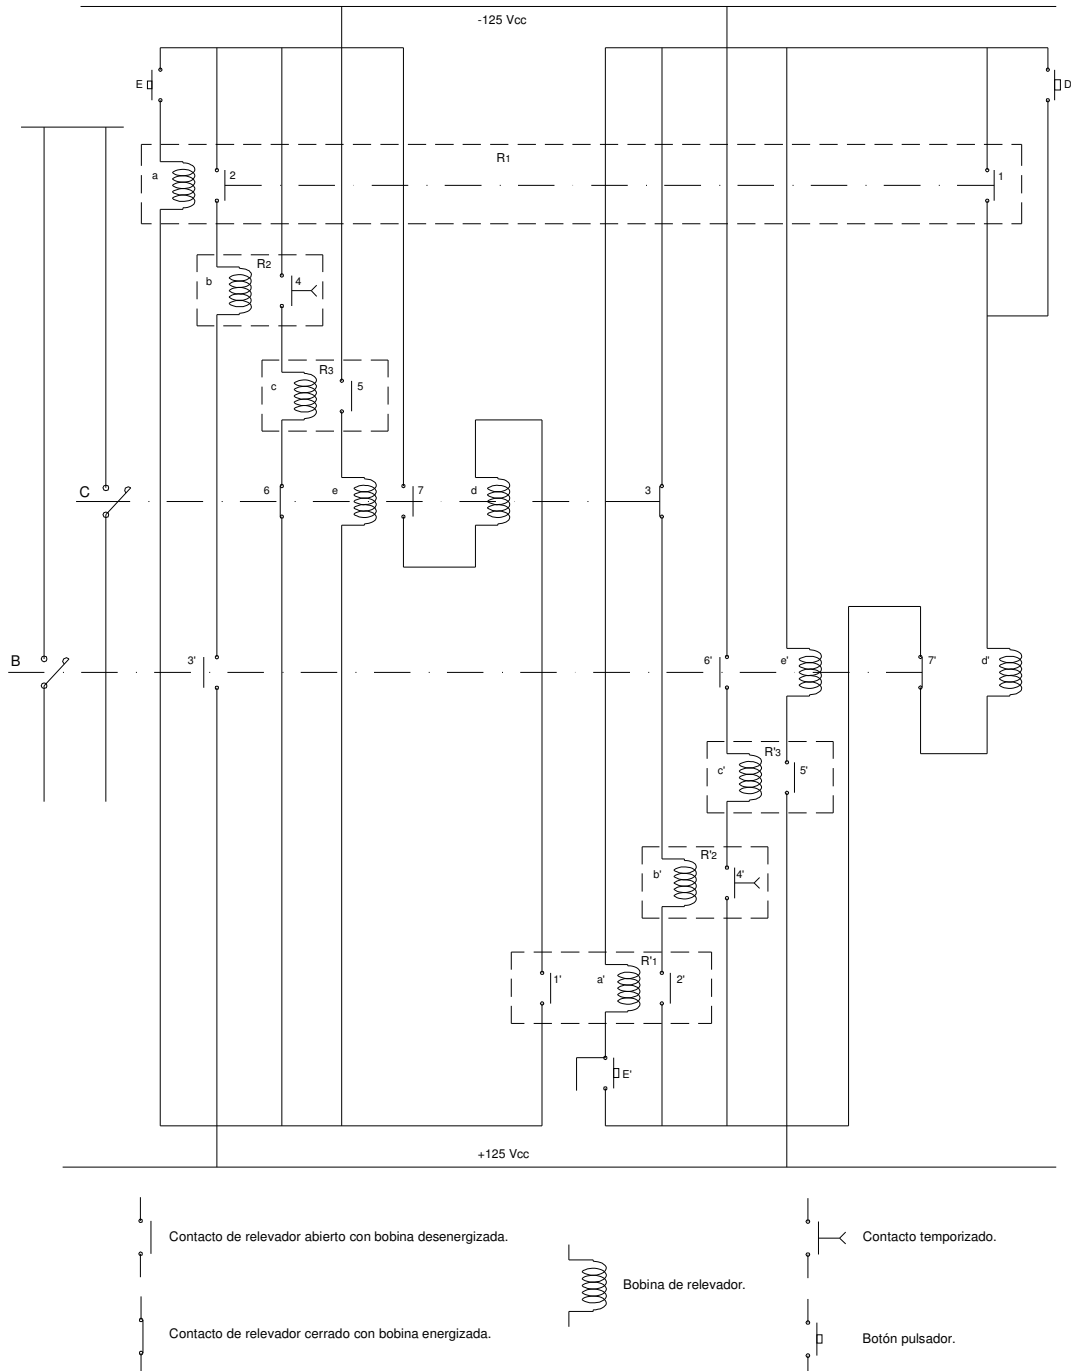 -125 Vcc
E
D
R1
a
2
1
R2
b
4
R3
c
5
C
6
e
7
d
3
B
3'
6'
e'
7'
d'
R'3
c'
5'
R'2
b'
4'
R'1
1'
a'
2'
E'
+125 Vcc
Contacto de relevador abierto con bobina desenergizada.
Contacto temporizado.
Bobina de relevador.
Contacto de relevador cerrado con bobina energizada.
Botón pulsador.